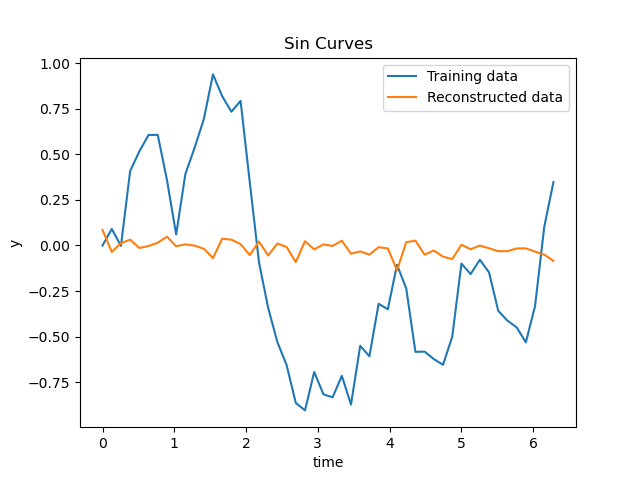 Sin Curves
Training data
Reconstructed data
1.00
0.75
0.50
0.25
0.00
−0.25
−0.50
−0.75
y
0 1 2 3 4 5 6
time